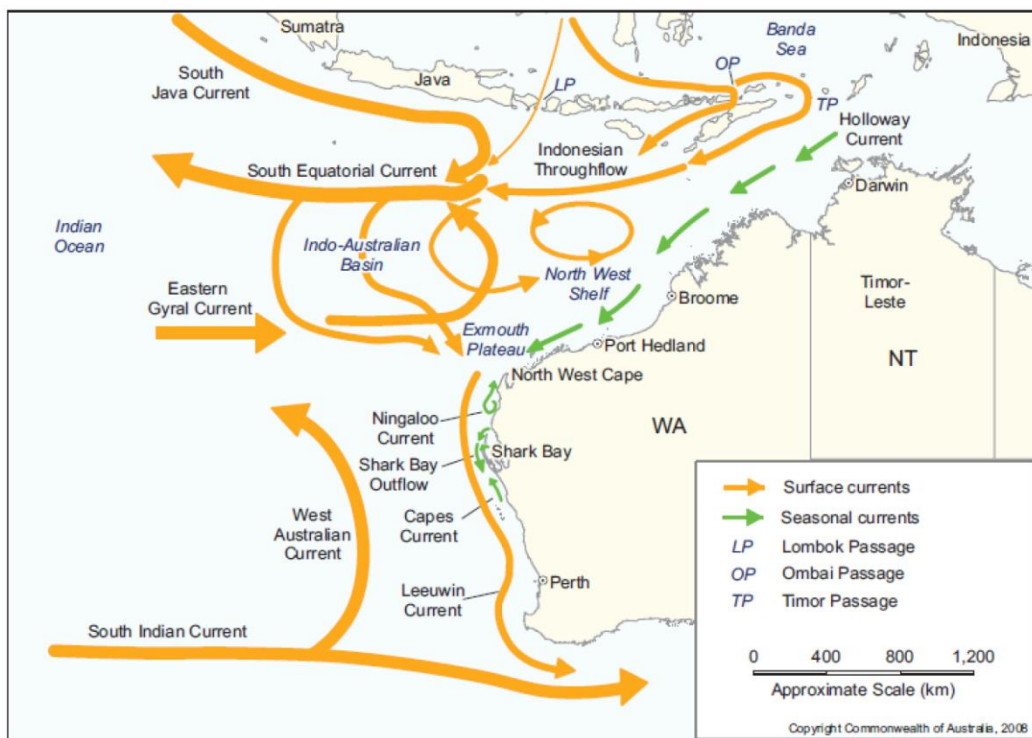 Sumatra
Banda
Sea
Indonesia
South
Java Current
Java
LP
OP
TP
Holloway
Current
Indonesian
Throughflow
South Equatorial Current
Darwin
Indian
Ocean
Indo-Australian
Basin
North West
Shelf
Eastern
Gyral Current
Broome
Timor-
Leste
Exmouth
Plateau
Port Hedland
NT
North West Cape
Ningaloo
Current
WA
Shark Bay
Shark Bay
Outflow
West
Australian
Current
Capes
Current
Leeuwin
Current
Perth
South Indian Current
Surface currents
Seasonal currents
LP Lombok Passage
OP Ombai Passage
TP Timor Passage
0 400 800 1,200
Approximate Scale (km)
Copyright Commonwealth of Australia, 2008